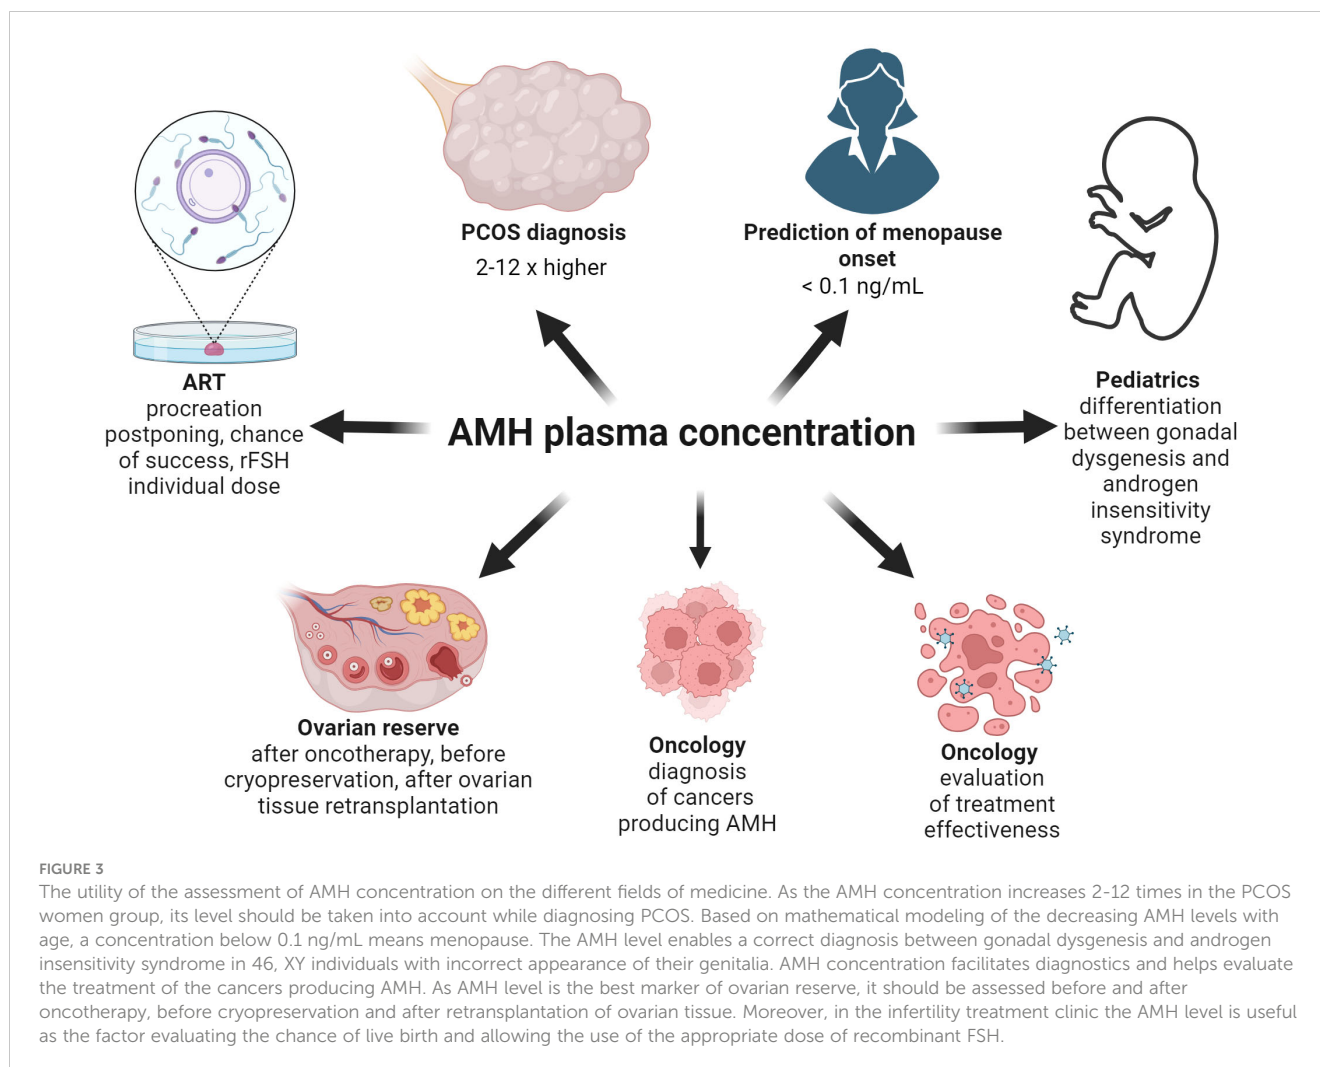 PCOS diagnosis
2-12 x higher
Prediction of menopause
onset
< 0.1 ng/mL
ART
procreation
postponing, chance
of success, rFSH
individual dose
AMH plasma concentration
Pediatrics
differentiation
between gonadal
dysgenesis and
androgen
insensitivity
syndrome
Ovarian reserve
after oncotherapy, before
cryopreservation, after ovarian
tissue retransplantation
Oncology
diagnosis
of cancers
producing AMH
Oncology
evaluation
of treatment
effectiveness
FIGURE 3
The utility of the assessment of AMH concentration on the different fields of medicine. As the AMH concentration increases 2-12 times in the PCOS
women group, its level should be taken into account while diagnosing PCOS. Based on mathematical modeling of the decreasing AMH levels with
age, a concentration below 0.1 ng/mL means menopause. The AMH level enables a correct diagnosis between gonadal dysgenesis and androgen
insensitivity syndrome in 46, XY individuals with incorrect appearance of their genitalia. AMH concentration facilitates diagnostics and helps evaluate
the treatment of the cancers producing AMH. As AMH level is the best marker of ovarian reserve, it should be assessed before and after
oncotherapy, before cryopreservation and after retransplantation of ovarian tissue. Moreover, in the infertility treatment clinic the AMH level is useful
as the factor evaluating the chance of live birth and allowing the use of the appropriate dose of recombinant FSH.